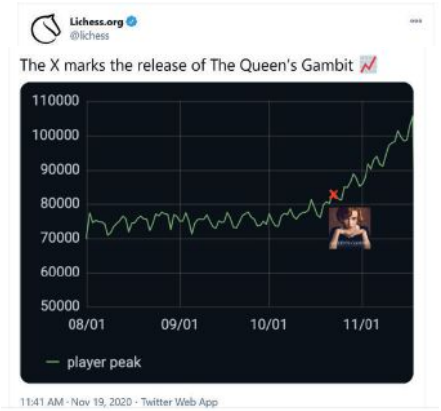 Lichess.org
@lichess
The X marks the release of The Queen's Gambit
110000
100000
90000
80000
70000
60000
50000
08/01 09/01 10/01 11/01
player peak
11:41 AM · Nov 19, 2020 · Twitter Web App